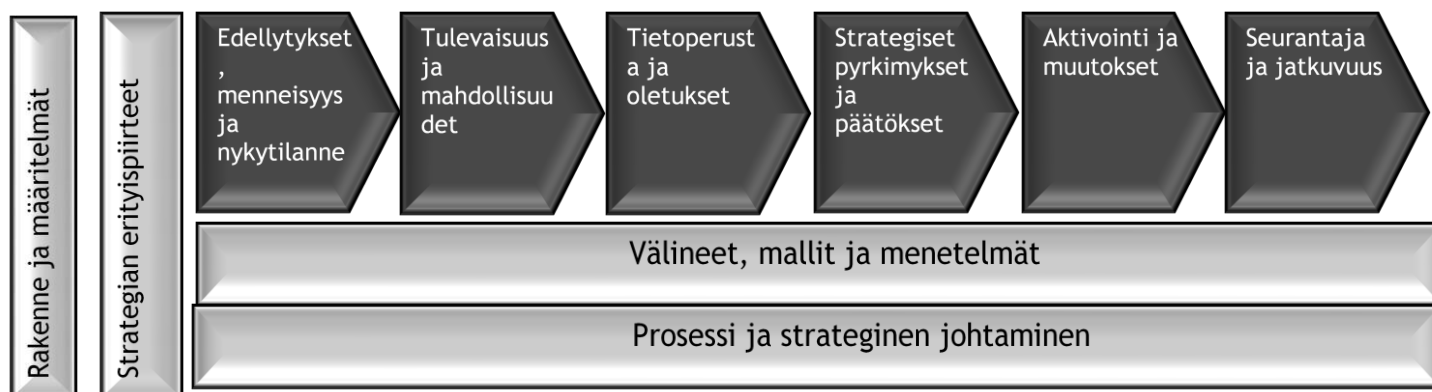 Rakenne ja määritelmät
Strategian erityispiirteet
Edellytykset
,
menneisyys
ja
nykytilanne
Tulevaisuus
ja
mahdollisuu
det
Tietoperust
a ja
oletukset
Strategiset
pyrkimykset
ja
päätökset
Aktivointi ja
muutokset
Seurantaja
ja jatkuvuus
Välineet, mallit ja menetelmät
Prosessi ja strateginen johtaminen